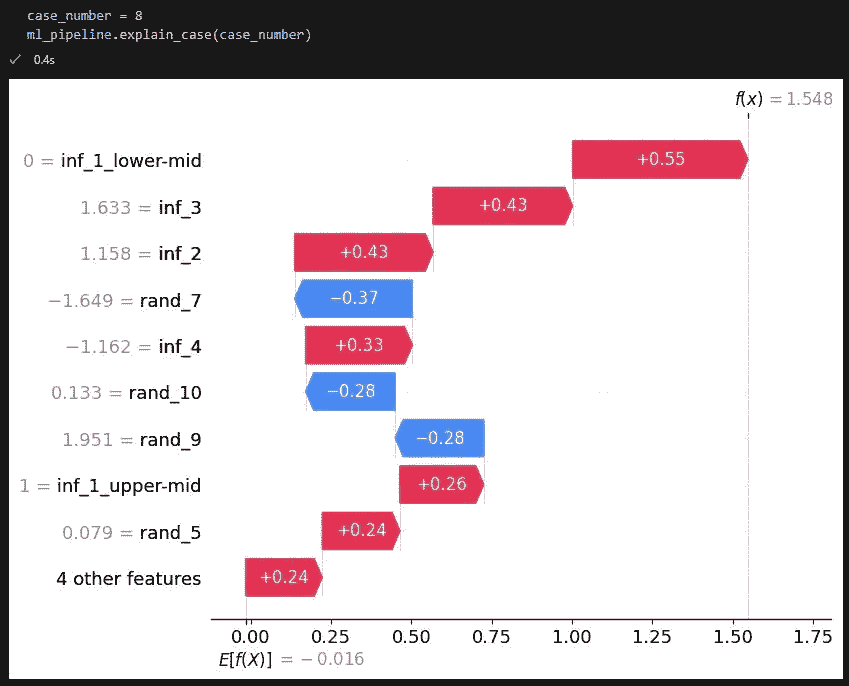 case_number = 8
ml_pipeline.explain_case(case_number)
✓ 0.4s
f(x) = 1.548
0 = inf_1_lower-mid +0.55
1.633 = inf_3 +0.43
1.158 = inf_2 +0.43
−1.649 = rand_7 −0.37
−1.162 = inf_4 +0.33
0.133 = rand_10 −0.28
1.951 = rand_9 −0.28
1 = inf_1_upper-mid +0.26
0.079 = rand_5 +0.24
4 other features +0.24
0.00 0.25 0.50 0.75 1.00 1.25 1.50 1.75
E[f(X)] = −0.016